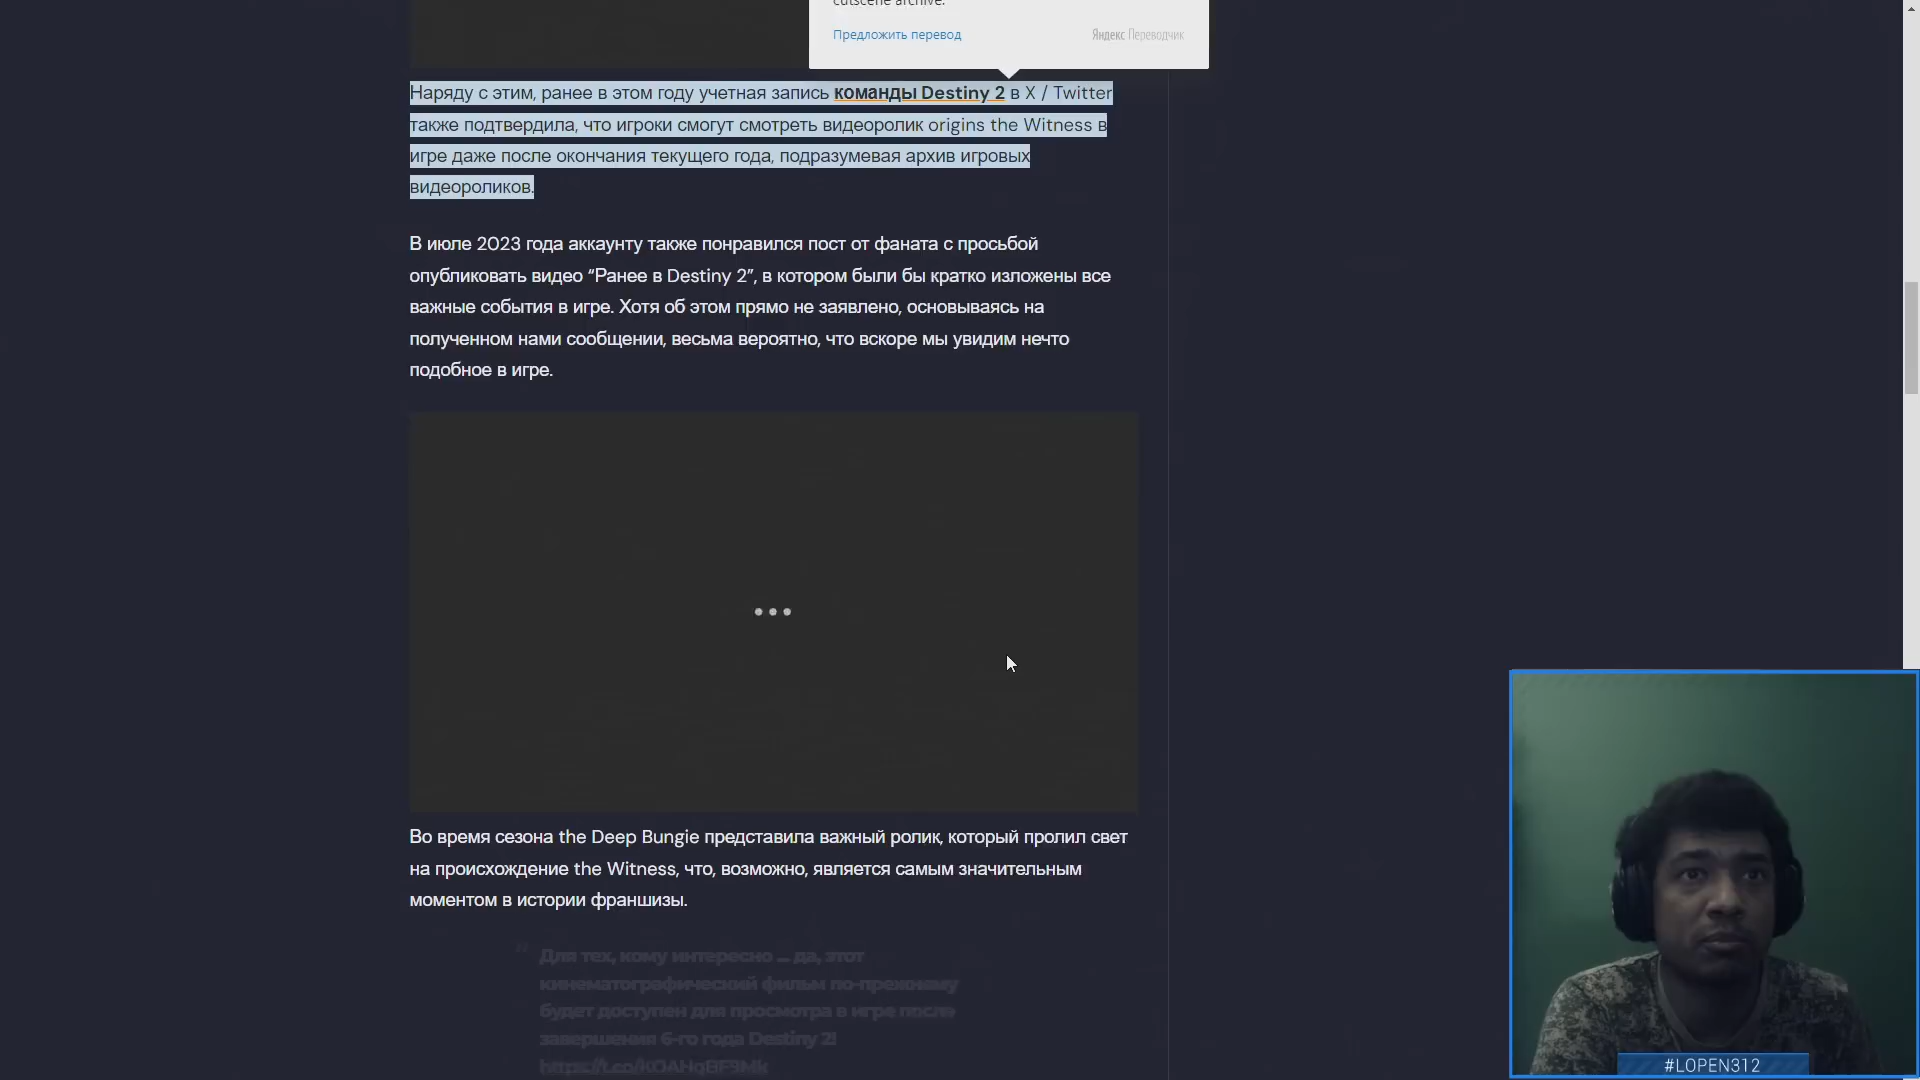 cutscene archive.
Предложить перевод
Яндекс Переводчик
Наряду с этим, ранее в этом году учетная запись команды Destiny 2 в X / Twitter
также подтвердила, что игроки смогут смотреть видеоролик origins the Witness в
игре даже после окончания текущего года, подразумевая архив игровых
видеороликов.
В июле 2023 года аккаунту также понравился пост от фаната с просьбой
опубликовать видео “Ранее в Destiny 2”, в котором были бы кратко изложены все
важные события в игре. Хотя об этом прямо не заявлено, основываясь на
полученном нами сообщении, весьма вероятно, что вскоре мы увидим нечто
подобное в игре.
Во время сезона the Deep Bungie представила важный ролик, который пролил свет
на происхождение the Witness, что, возможно, является самым значительным
моментом в истории франшизы.
Для тех, кому интересно ... да, этот
кинематографический фильм по-прежнему
будет доступен для просмотра в игре после
завершения 6-го года Destiny 2!
#LOPEN312